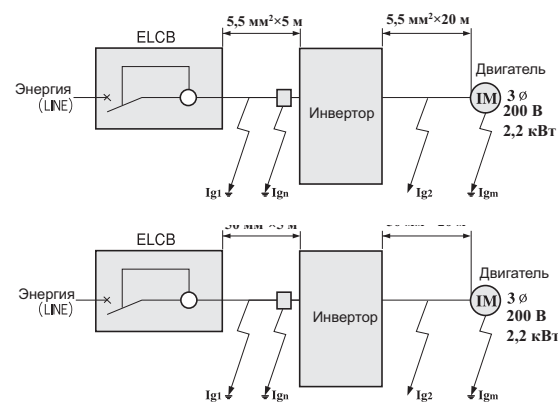 5,5 мм²×5 м
5,5 мм²×20 м
ELCB
Двигатель
Энергия
(LINE)
Инвертор
IM
3 ø
200 В
2,2 кВт
Ig1
Ign
Ig2
Igm
ELCB
Двигатель
Энергия
(LINE)
Инвертор
IM
3 ø
200 В
2,2 кВт
Ig1
Ign
Ig2
Igm